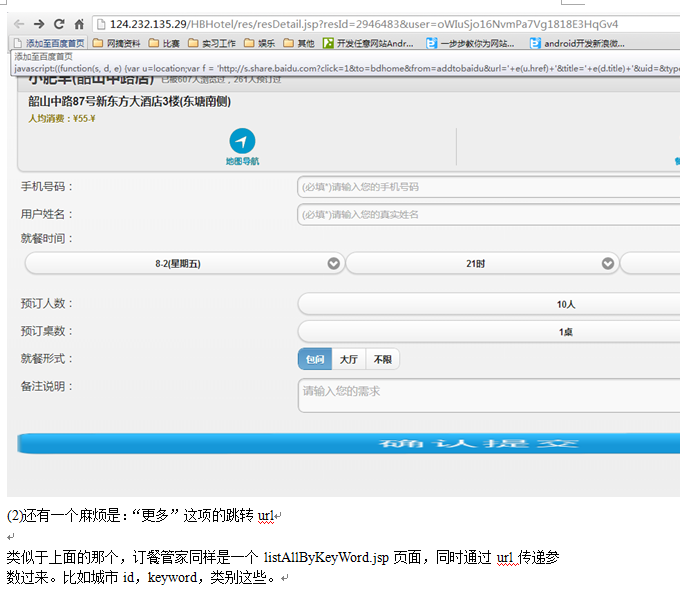 124.232.135.29/HBHotel/res/resDetail.jsp?resId=2946483&user=oWIuSjo16NvmPa7Vg1818E3HqGv4
添加至百度首页 网摘资料 比赛 实习工作 娱乐 其他 开发任意网站Andr... 一步步教你为网站... android开发新浪微...
添加至百度首页
javascript:((function(s, d, e) {var u=location;var f = 'http://s.share.baidu.com?click=1&to=bdhome&from=addtobaidu&url='+e(u.href)+'&title='+e(d.title)+'&uid=&type
小肥羊(韶山中路店) 已被607人浏览过，261人预订过
韶山中路87号新东方大酒店3楼(东塘南侧)
人均消费：¥55-¥
地图导航
手机号码： (必填*)请输入您的手机号码
用户姓名： (必填*)请输入您的真实姓名
就餐时间：
8-2(星期五) 21时
预订人数： 10人
预订桌数： 1桌
就餐形式： 包间 大厅 不限
备注说明： 请输入您的需求
确认提交
(2)还有一个麻烦是：“更多”这项的跳转 url
类似于上面的那个，订餐管家同样是一个 listAllByKeyWord.jsp 页面，同时通过 url 传递参
数过来。比如城市 id，keyword，类别这些。